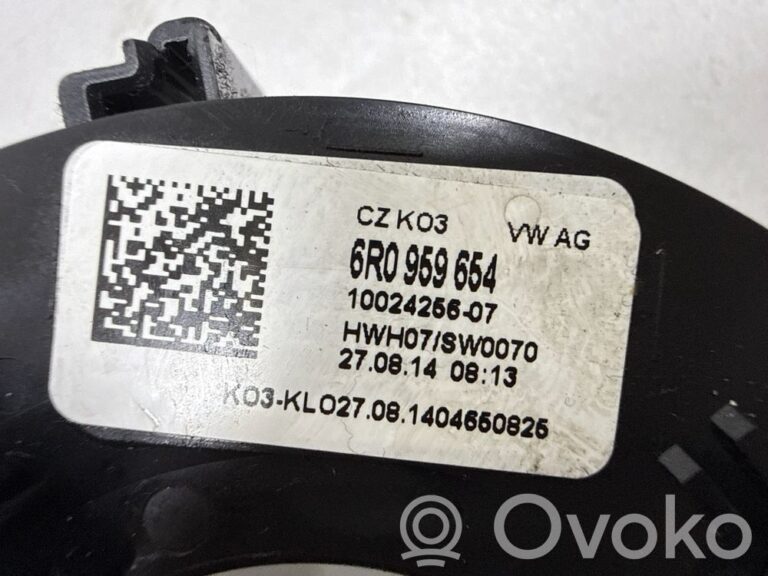 CZ K03 VW AG
6R0 959 654
10024256-07
HWH07/SW0070
27.08.14 08:13
K03-KLO27.08.1404650825
Ovoko